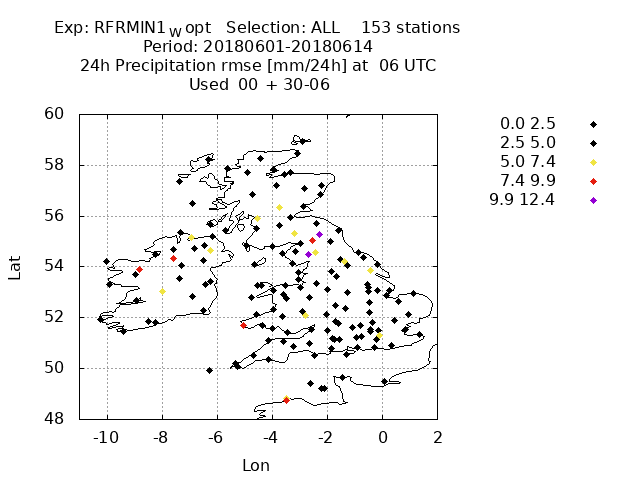 Exp: RFRMIN1_W opt Selection: ALL 153 stations
Period: 20180601-20180614
24h Precipitation rmse [mm/24h] at 06 UTC
Used 00 + 30-06
0.0 2.5
2.5 5.0
5.0 7.4
7.4 9.9
9.9 12.4
60
58
56
54
52
50
48
Lat
-10 -8 -6 -4 -2 0 2
Lon